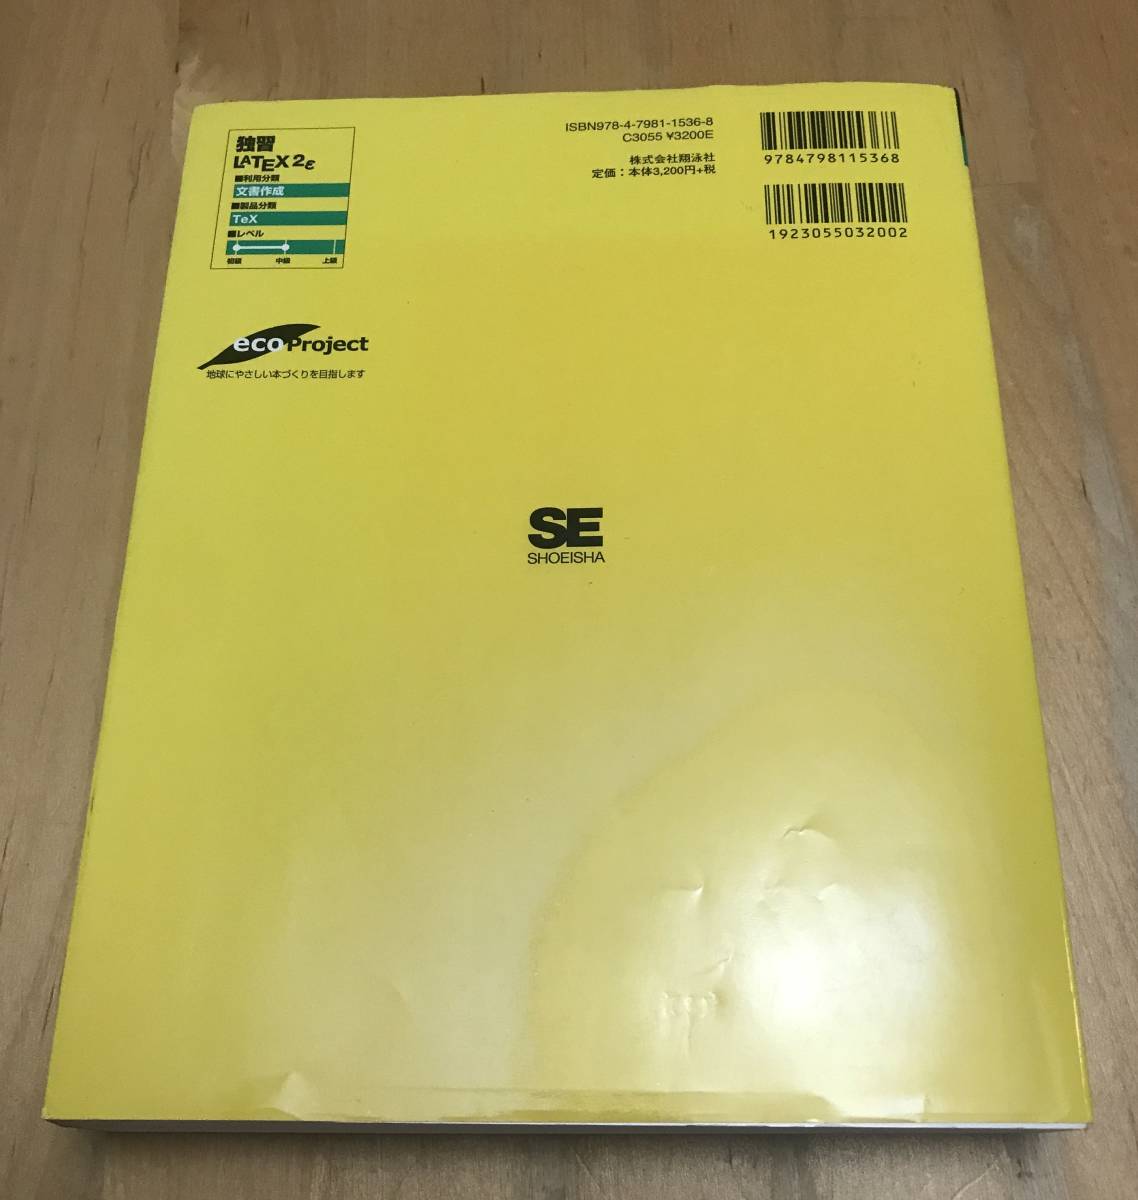 独習
LATEX 2ε
■利用分類
文書作成
■製品分類
TeX
■レベル
初級 中級 上級
ISBN978-4-7981-1536-8
C3055 ¥3200E
株式会社翔泳社
定価：本体3,200円+税
9784798115368
1923055032002
ecoProject
地球にやさしい本づくりを目指します
SE
SHOEISHA